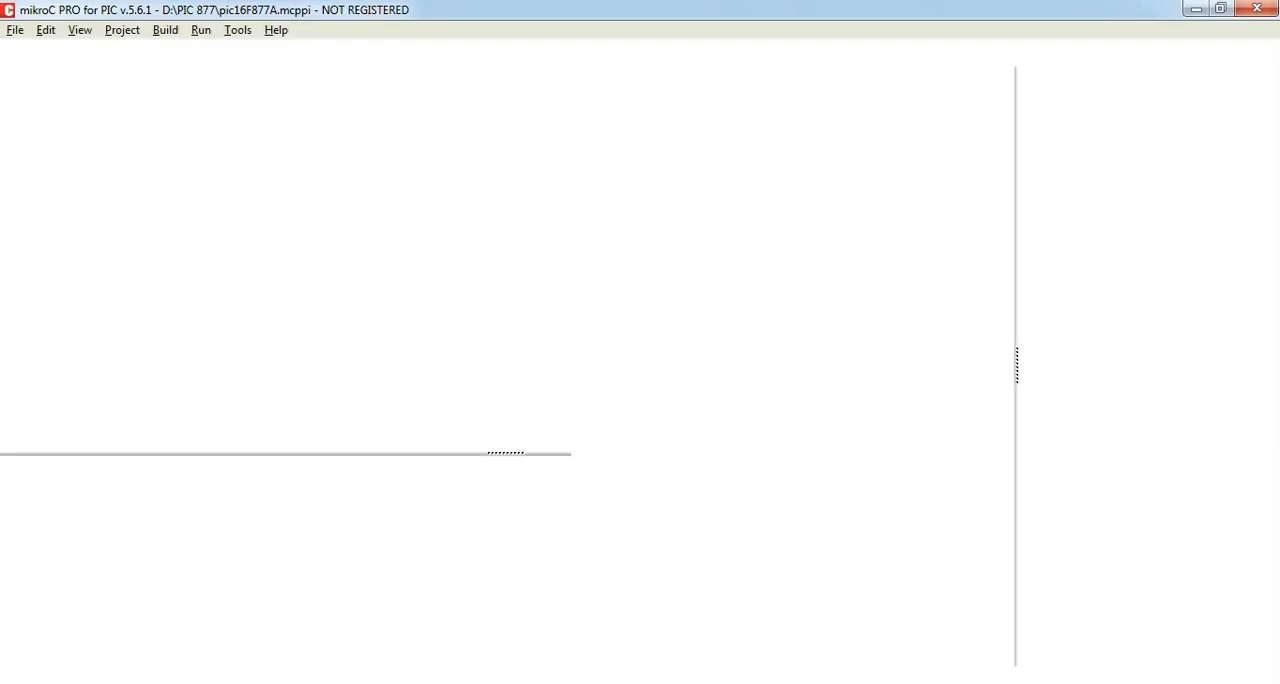 mikroC PRO for PIC v.5.6.1 - D:\PIC 877\pic16F877A.mcppi - NOT REGISTERED
File Edit View Project Build Run Tools Help